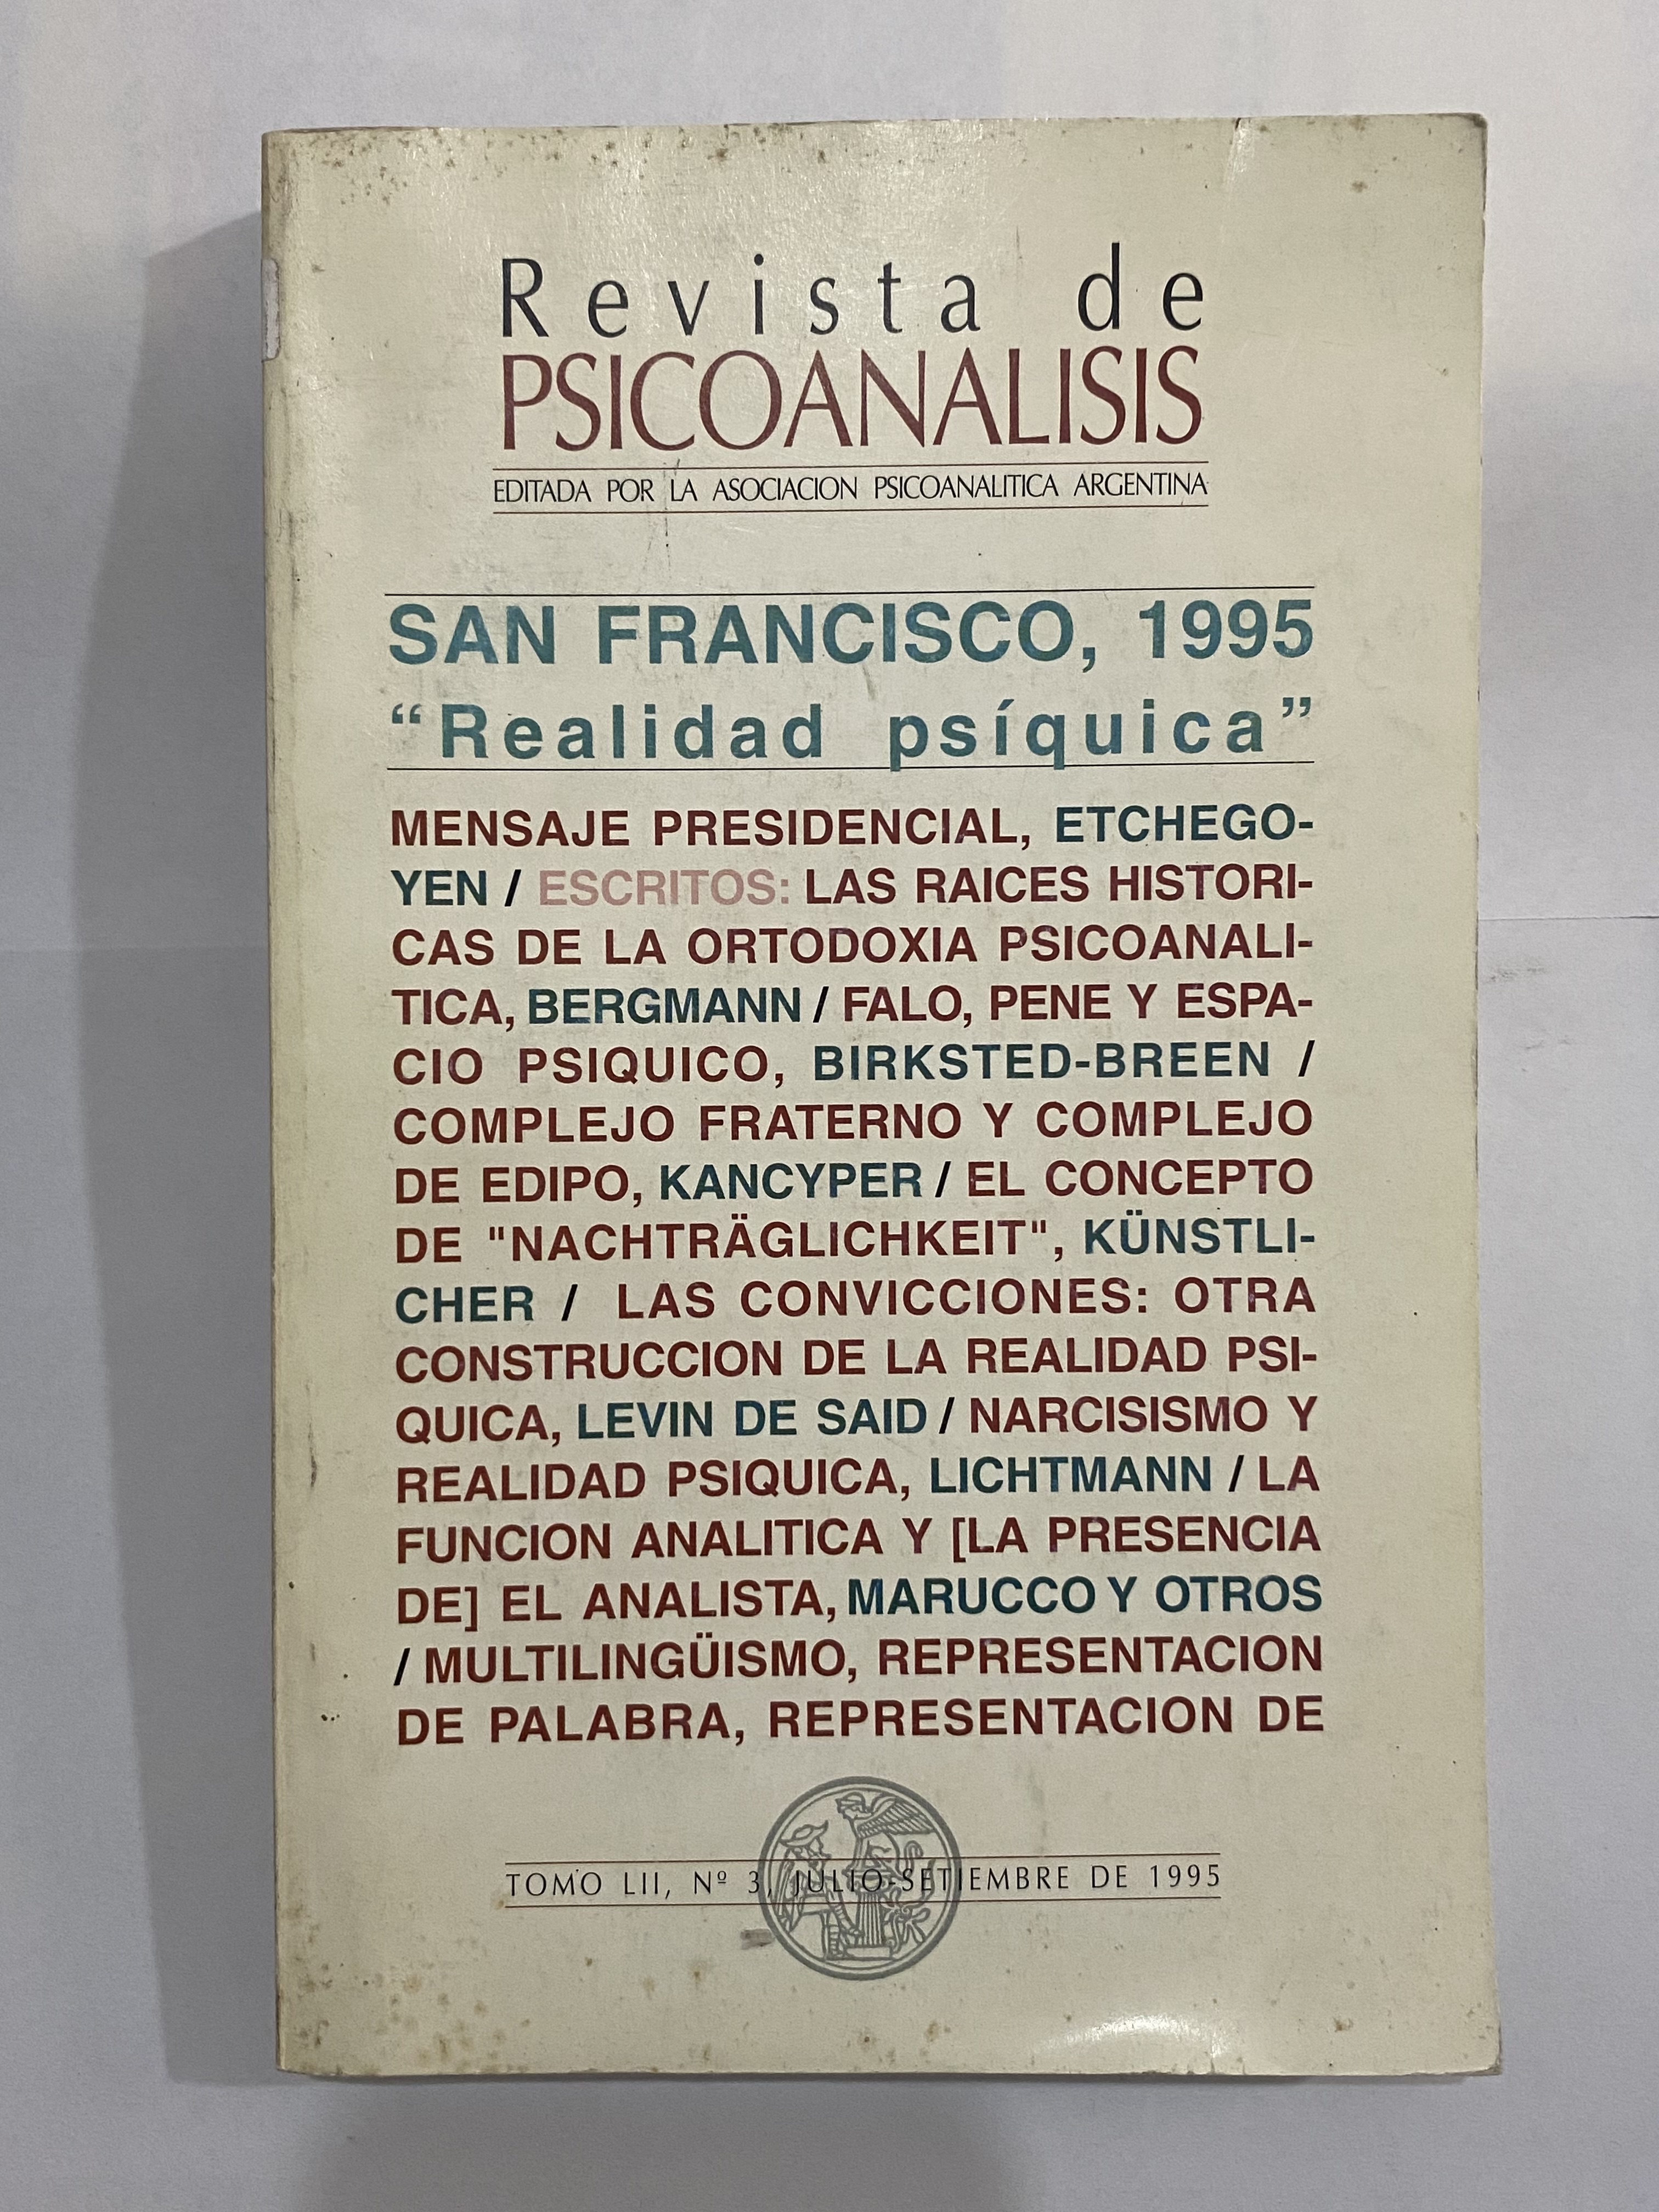 Revista de
PSICOANALISIS
EDITADA POR LA ASOCIACION PSICOANALITICA ARGENTINA
SAN FRANCISCO, 1995
“Realidad psíquica”
MENSAJE PRESIDENCIAL, ETCHEGO-
YEN / ESCRITOS: LAS RAICES HISTORI-
CAS DE LA ORTODOXIA PSICOANALI-
TICA, BERGMANN / FALO, PENE Y ESPA-
CIO PSIQUICO, BIRKSTED-BREEN /
COMPLEJO FRATERNO Y COMPLEJO
DE EDIPO, KANCYPER / EL CONCEPTO
DE "NACHTRÄGLICHKEIT", KÜNSTLI-
CHER / LAS CONVICCIONES: OTRA
CONSTRUCCION DE LA REALIDAD PSI-
QUICA, LEVIN DE SAID / NARCISISMO Y
REALIDAD PSIQUICA, LICHTMANN / LA
FUNCION ANALITICA Y [LA PRESENCIA
DE] EL ANALISTA, MARUCCO Y OTROS
/ MULTILINGÜISMO, REPRESENTACION
DE PALABRA, REPRESENTACION DE
TOMO LII, Nº 3, JULIO-SETIEMBRE DE 1995